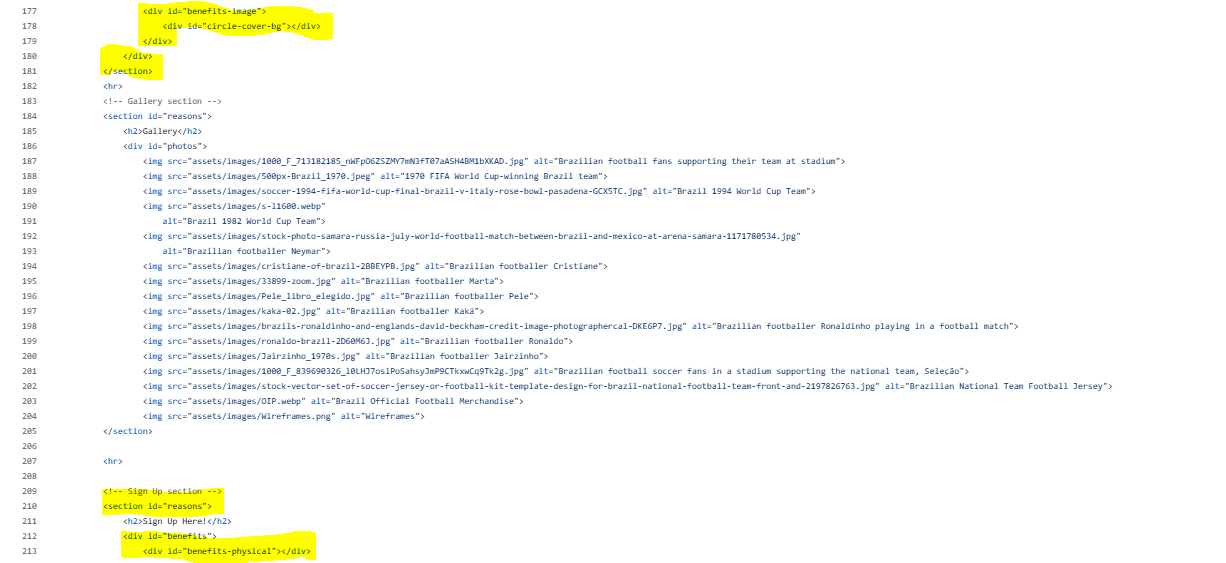 177 <div id="benefits-image">
178 <div id="circle-cover-bg"></div>
179 </div>
180 </div>
181 </section>
182 <hr>
183 <!-- Gallery section -->
184 <section id="reasons">
185 <h2>Gallery</h2>
186 <div id="photos">
187 <img src="assets/images/1000_F_713182185_nWFpO6ZSZMY7mN3fT07aASH4BM1bXKAD.jpg" alt="Brazilian football fans supporting their team at stadium">
188 <img src="assets/images/500px-Brazil_1970.jpeg" alt="1970 FIFA World Cup-winning Brazil team">
189 <img src="assets/images/soccer-1994-fifa-world-cup-final-brazil-v-italy-rose-bowl-pasadena-GCX5TC.jpg" alt="Brazil 1994 World Cup Team">
190 <img src="assets/images/s-l1600.webp"
191 alt="Brazil 1982 World Cup Team">
192 <img src="assets/images/stock-photo-samara-russia-july-world-football-match-between-brazil-and-mexico-at-arena-samara-1171780534.jpg"
193 alt="Brazilian footballer Neymar">
194 <img src="assets/images/cristiane-of-brazil-2BBEYPB.jpg" alt="Brazilian footballer Cristiane">
195 <img src="assets/images/33899-zoom.jpg" alt="Brazilian footballer Marta">
196 <img src="assets/images/Pele_libro_elegido.jpg" alt="Brazilian footballer Pele">
197 <img src="assets/images/kaka-02.jpg" alt="Brazilian footballer Kaká">
198 <img src="assets/images/brazils-ronaldinho-and-englands-david-beckham-credit-image-photographercal-DKE6P7.jpg" alt="Brazilian footballer Ronaldinho playing in a football match">
199 <img src="assets/images/ronaldo-brazil-2D60M6J.jpg" alt="Brazilian footballer Ronaldo">
200 <img src="assets/images/Jairzinho_1970s.jpg" alt="Brazilian footballer Jairzinho">
201 <img src="assets/images/1000_F_839690326_l0LHJ7oslPoSahsyJmP9CTkxwCq9Tk2g.jpg" alt="Brazilian football soccer fans in a stadium supporting the national team, Seleção">
202 <img src="assets/images/stock-vector-set-of-soccer-jersey-or-football-kit-template-design-for-brazil-national-football-team-front-and-2197826763.jpg" alt="Brazilian National Team Football Jersey">
203 <img src="assets/images/OIP.webp" alt="Brazil Official Football Merchandise">
204 <img src="assets/images/Wireframes.png" alt="Wireframes">
205 </section>
206
207 <hr>
208
209 <!-- Sign Up section -->
210 <section id="reasons">
211 <h2>Sign Up Here!</h2>
212 <div id="benefits">
213 <div id="benefits-physical"></div>